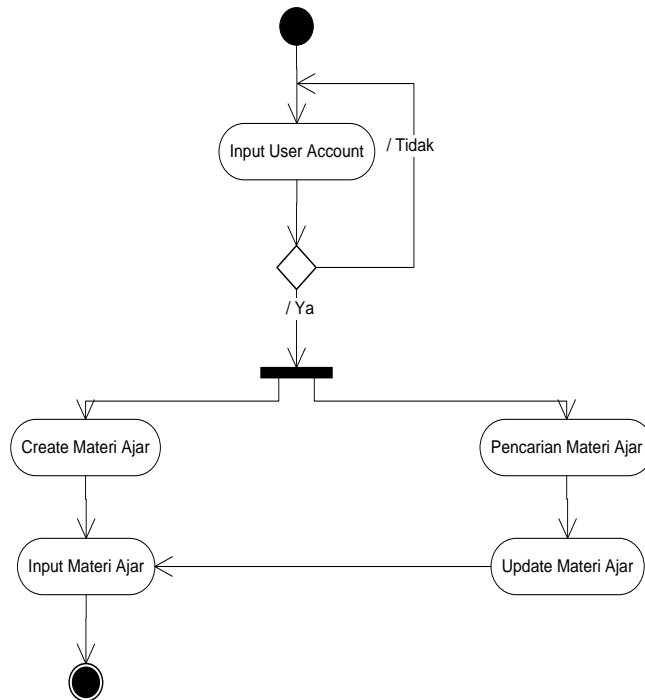 Input User Account
/ Tidak
/ Ya
Create Materi Ajar
Pencarian Materi Ajar
Input Materi Ajar
Update Materi Ajar